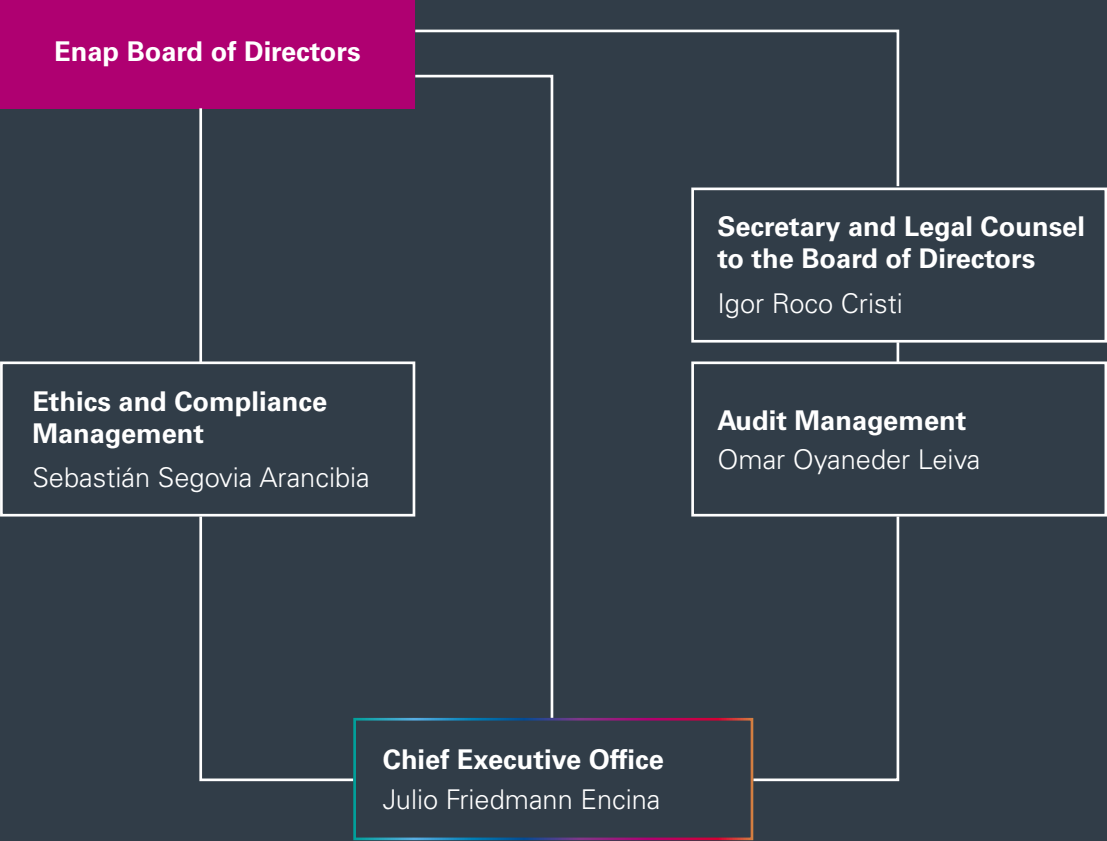 Enap Board of Directors
Secretary and Legal Counsel
to the Board of Directors
Igor Roco Cristi
Ethics and Compliance
Management
Sebastián Segovia Arancibia
Audit Management
Omar Oyaneder Leiva
Chief Executive Office
Julio Friedmann Encina